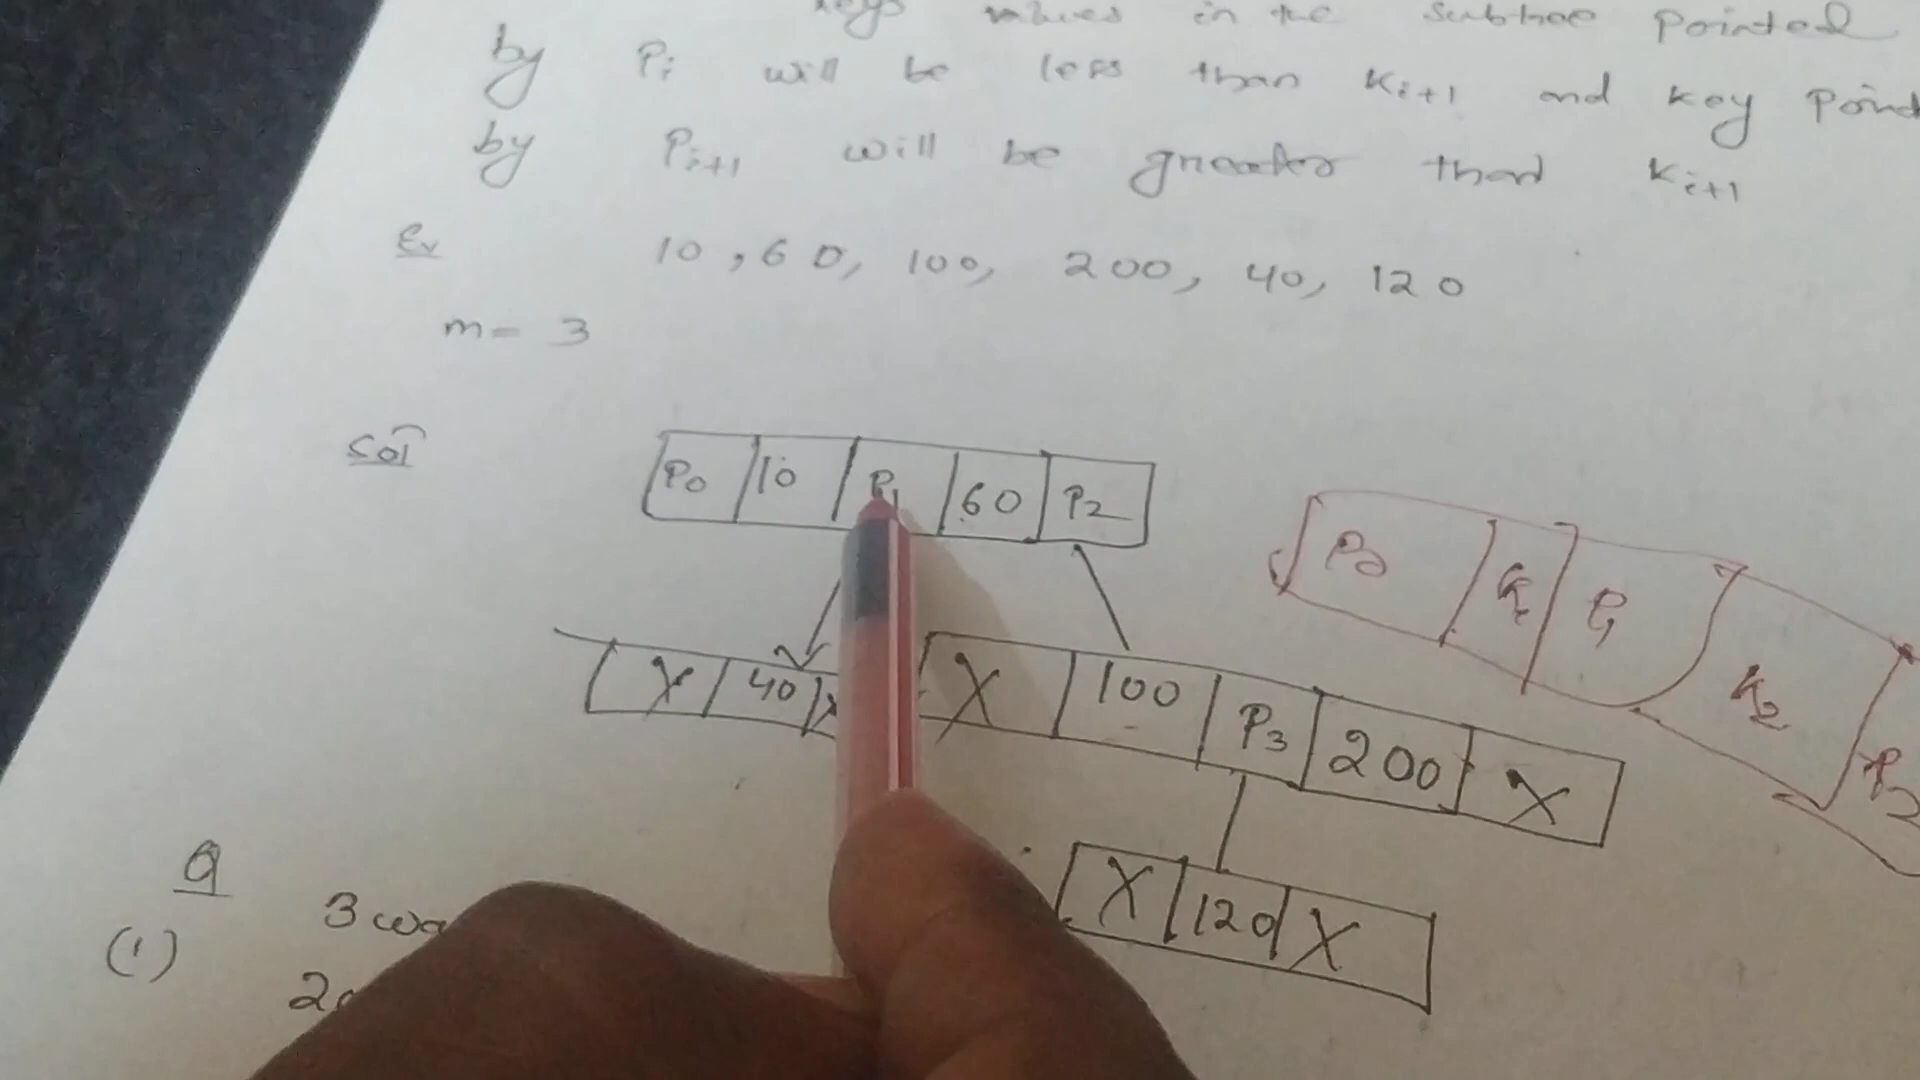 keys values in the subtree pointed
by Pi will be less than Ki+1 and key
by Pi+1 will be greater than Ki+1
Ex 10, 60, 100, 200, 40, 120
m = 3
Sol
P0 10 P1 60 P2
P0 K1 P1 K2 P2
X 40 X
X 100 P3 200 X
X 120 X
Q
(1) 3